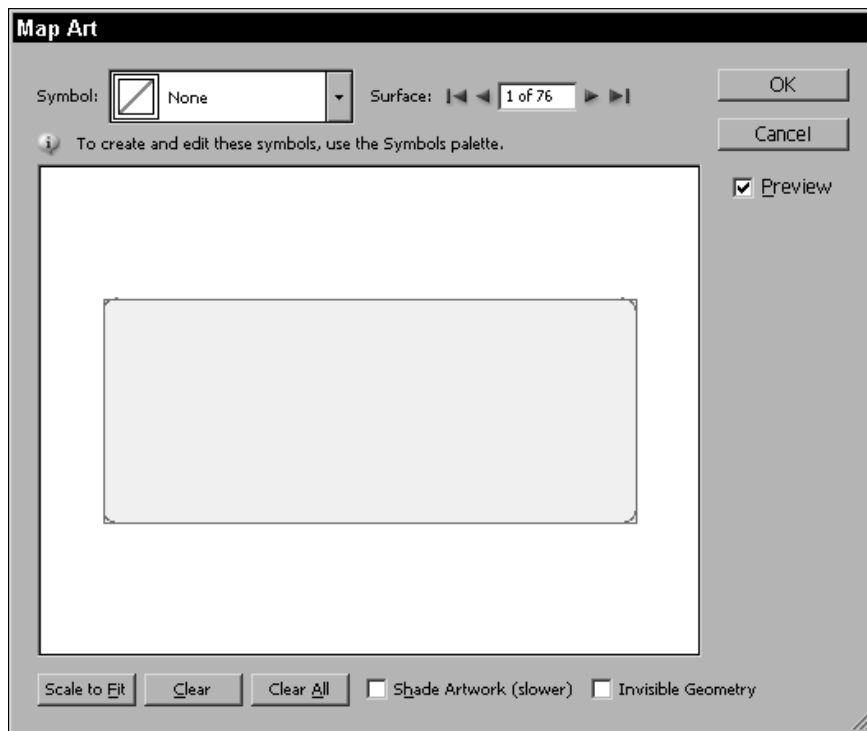 Map Art
Symbol: None Surface: 1 of 76 OK
Cancel
To create and edit these symbols, use the Symbols palette.
Preview
Scale to Fit Clear Clear All Shade Artwork (slower) Invisible Geometry